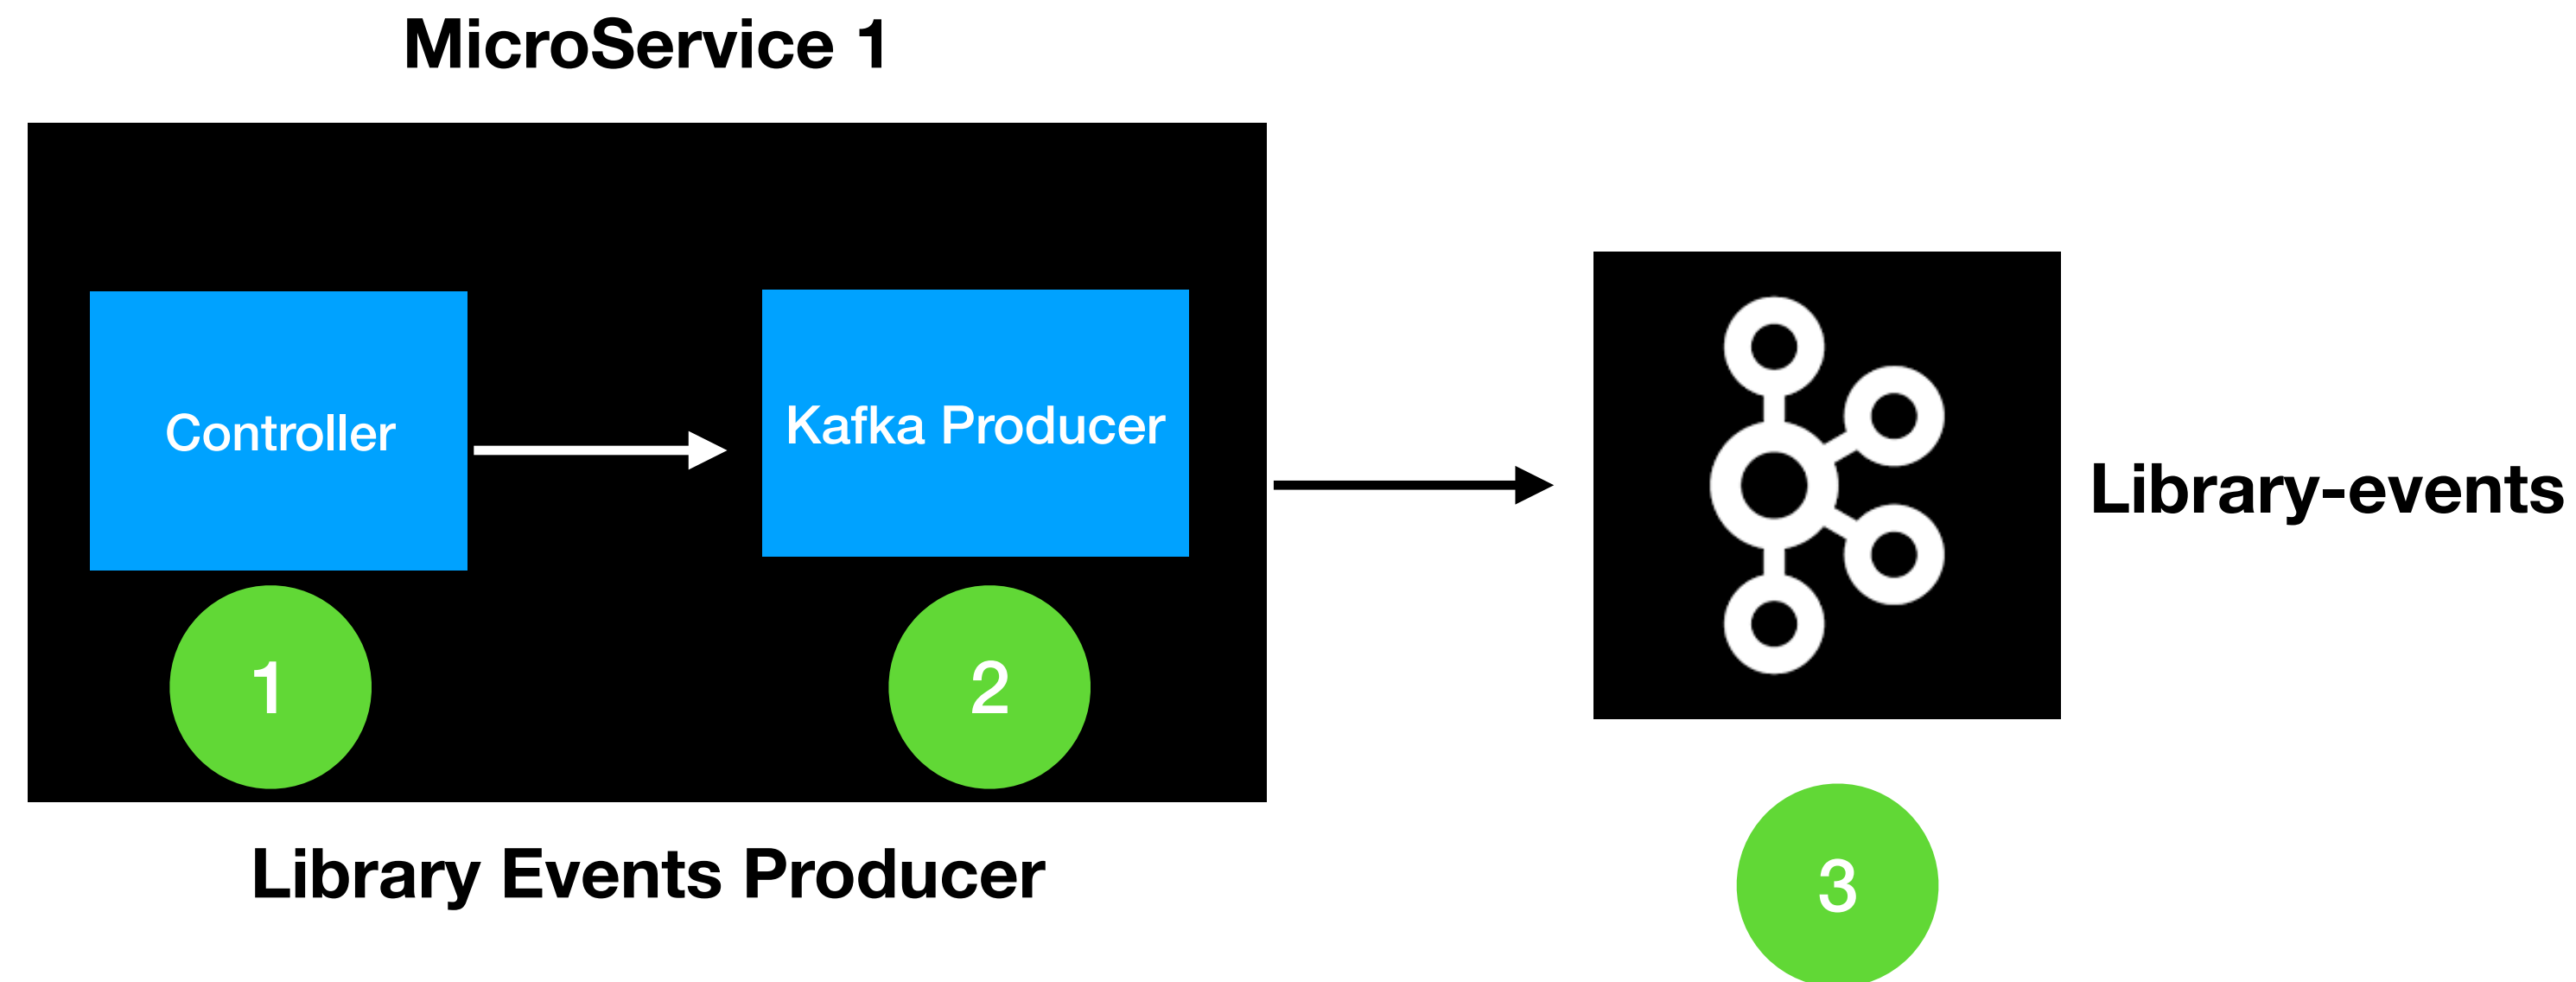 MicroService 1
Controller
Kafka Producer
Library-events
1
2
3
Library Events Producer